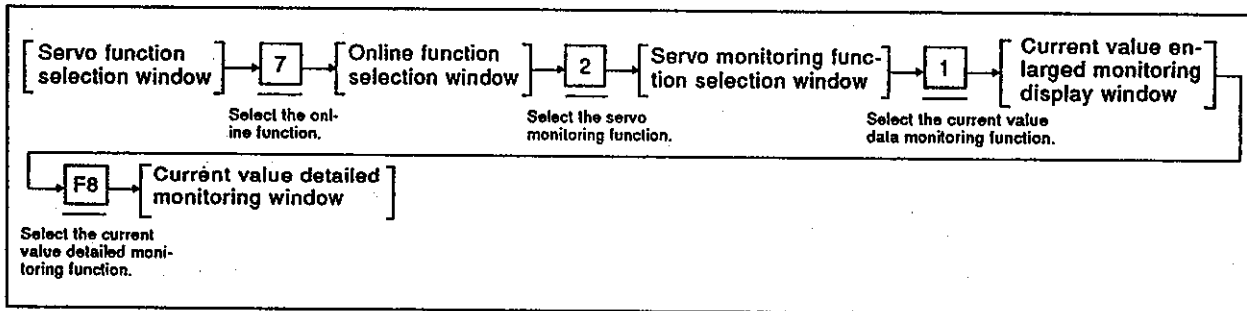 Servo function
selection window
7
Select the onl-
ine function.
Online function
selection window
2
Select the servo
monitoring function.
Servo monitoring func-
tion selection window
1
Select the current value
data monitoring function.
Current value en-
larged monitoring
display window
F8
Select the current
value detailed moni-
toring function.
Current value detailed
monitoring window